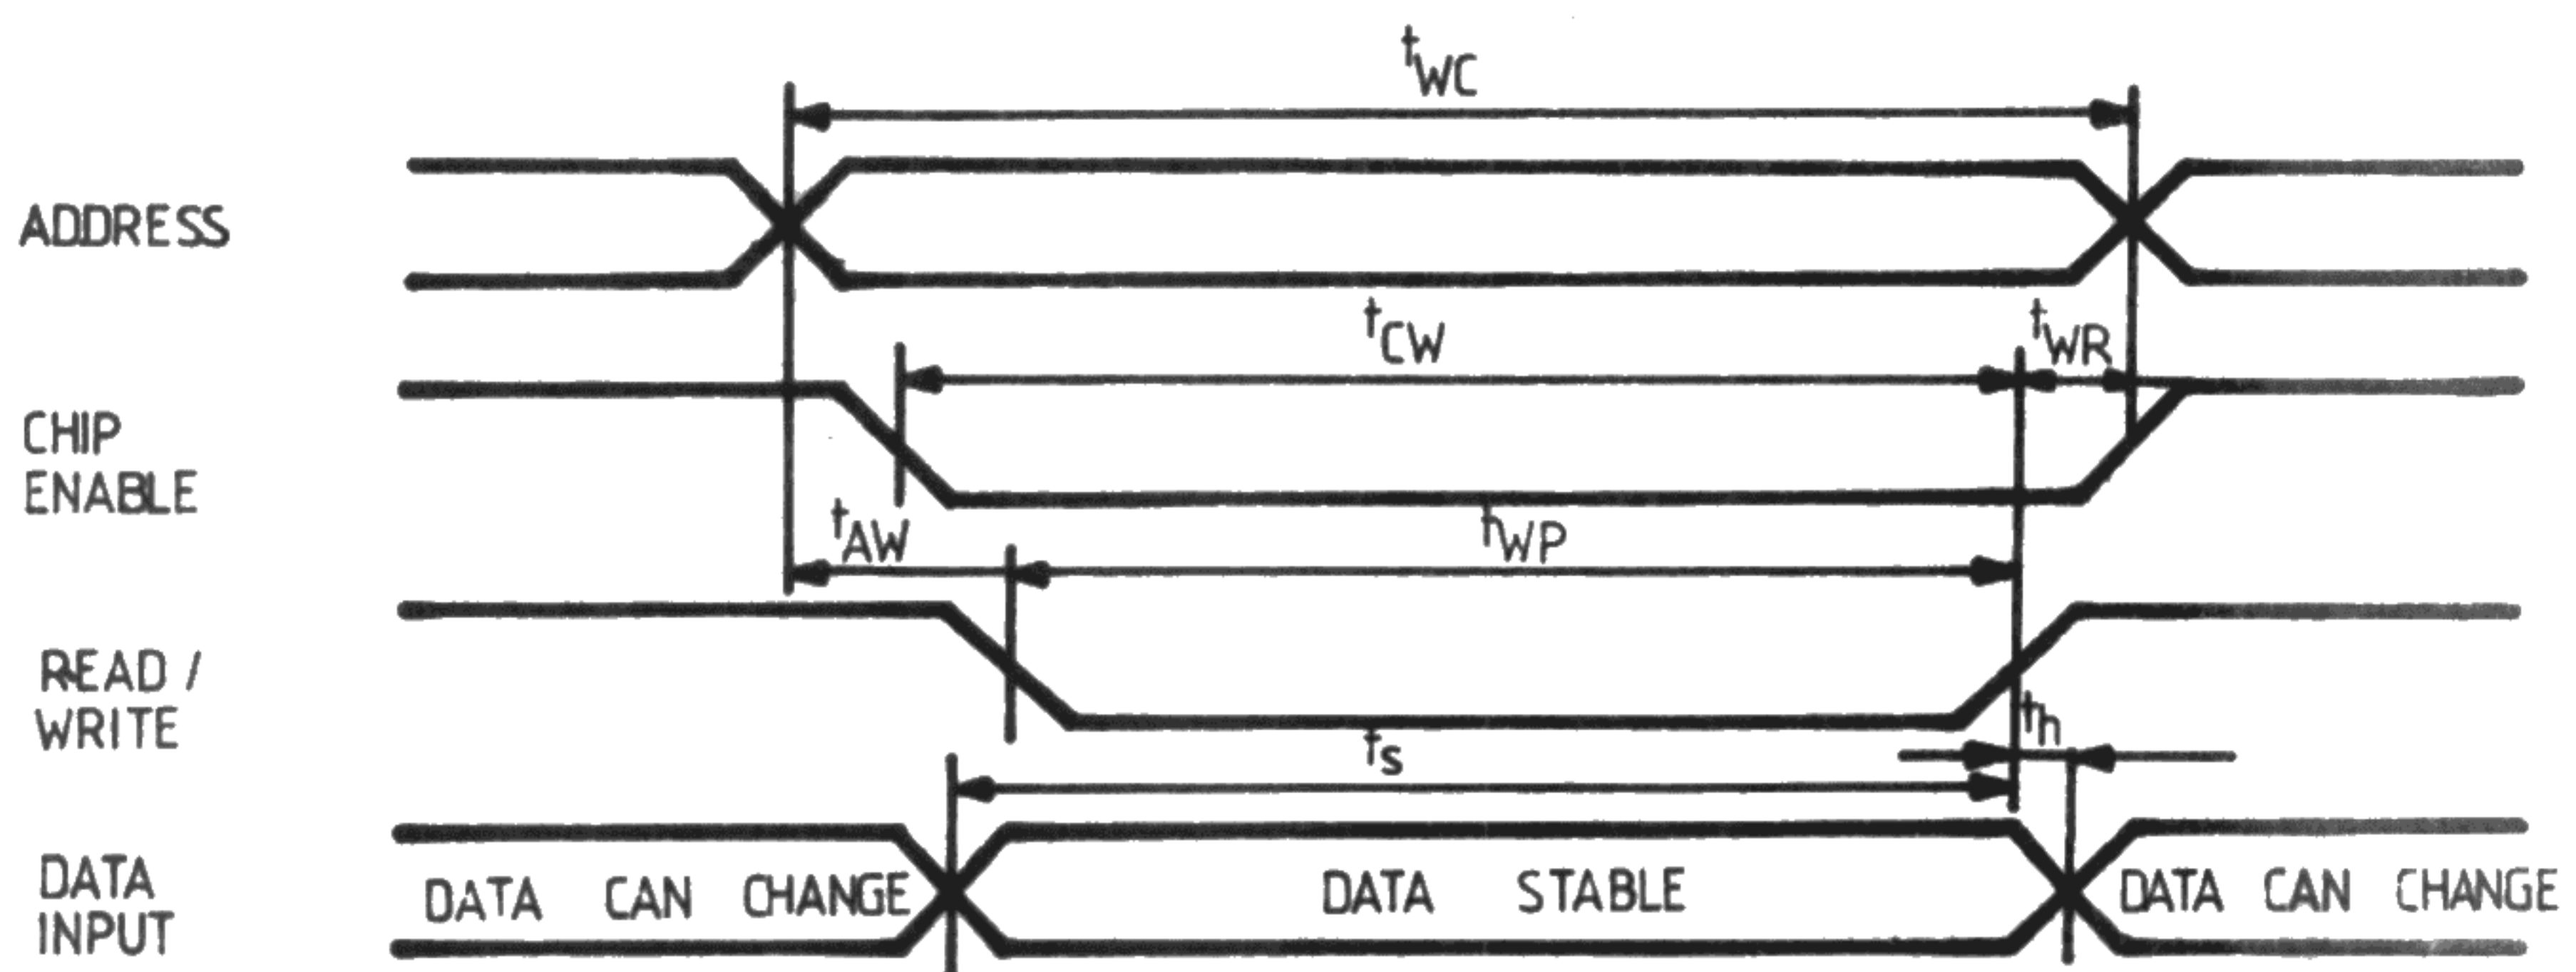 tWC
ADDRESS
tCW
tWR
CHIP
ENABLE
tAW
tWP
READ /
WRITE
th
ts
DATA
INPUT
DATA CAN CHANGE
DATA STABLE
DATA CAN CHANGE